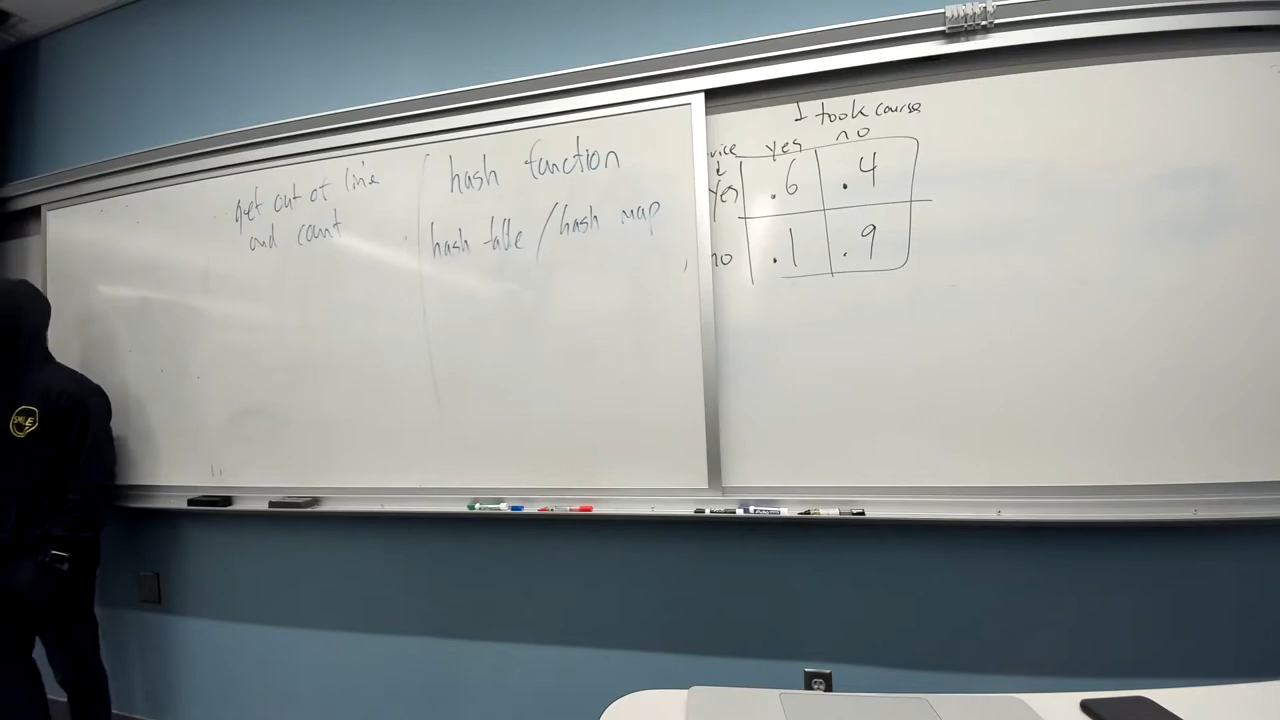 get out of line
and count
hash function
hash table / hash map
I took course
yes no
yes .6 .4
no .1 .9
SMILE